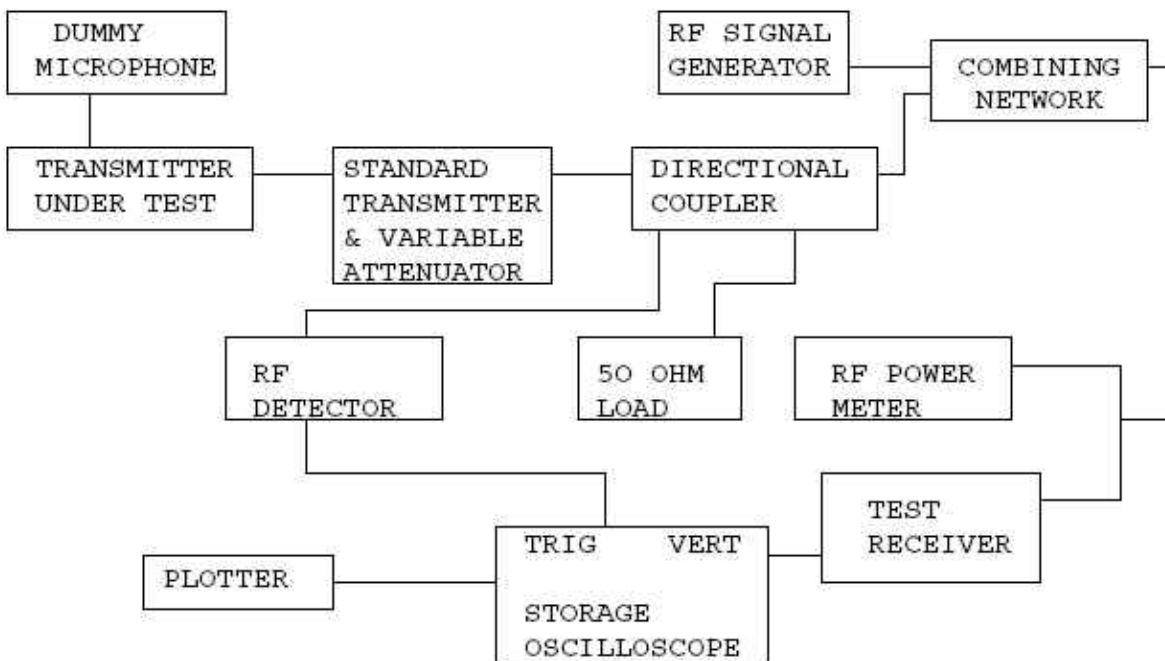 DUMMY
MICROPHONE
RF SIGNAL
GENERATOR
COMBINING
NETWORK
TRANSMITTER
UNDER TEST
STANDARD
TRANSMITTER
& VARIABLE
ATTENUATOR
DIRECTIONAL
COUPLER
RF
DETECTOR
50 OHM
LOAD
RF POWER
METER
TEST
RECEIVER
TRIG VERT
STORAGE
OSCILLOSCOPE
PLOTTER